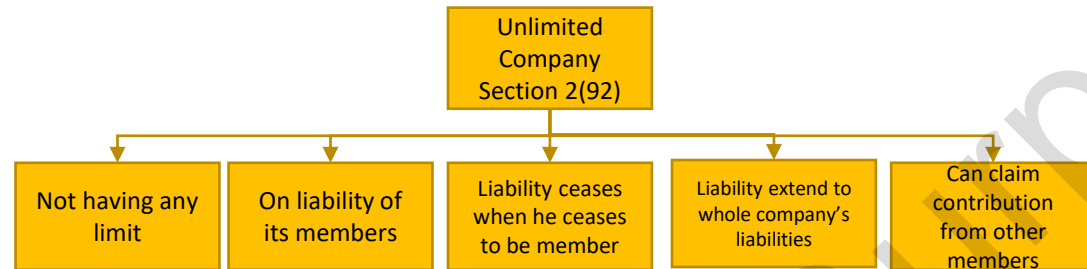 Unlimited
Company
Section 2(92)
Not having any
limit
On liability of
its members
Liability ceases
when he ceases
to be member
Liability extend to
whole company's
liabilities
Can claim
contribution
from other
members